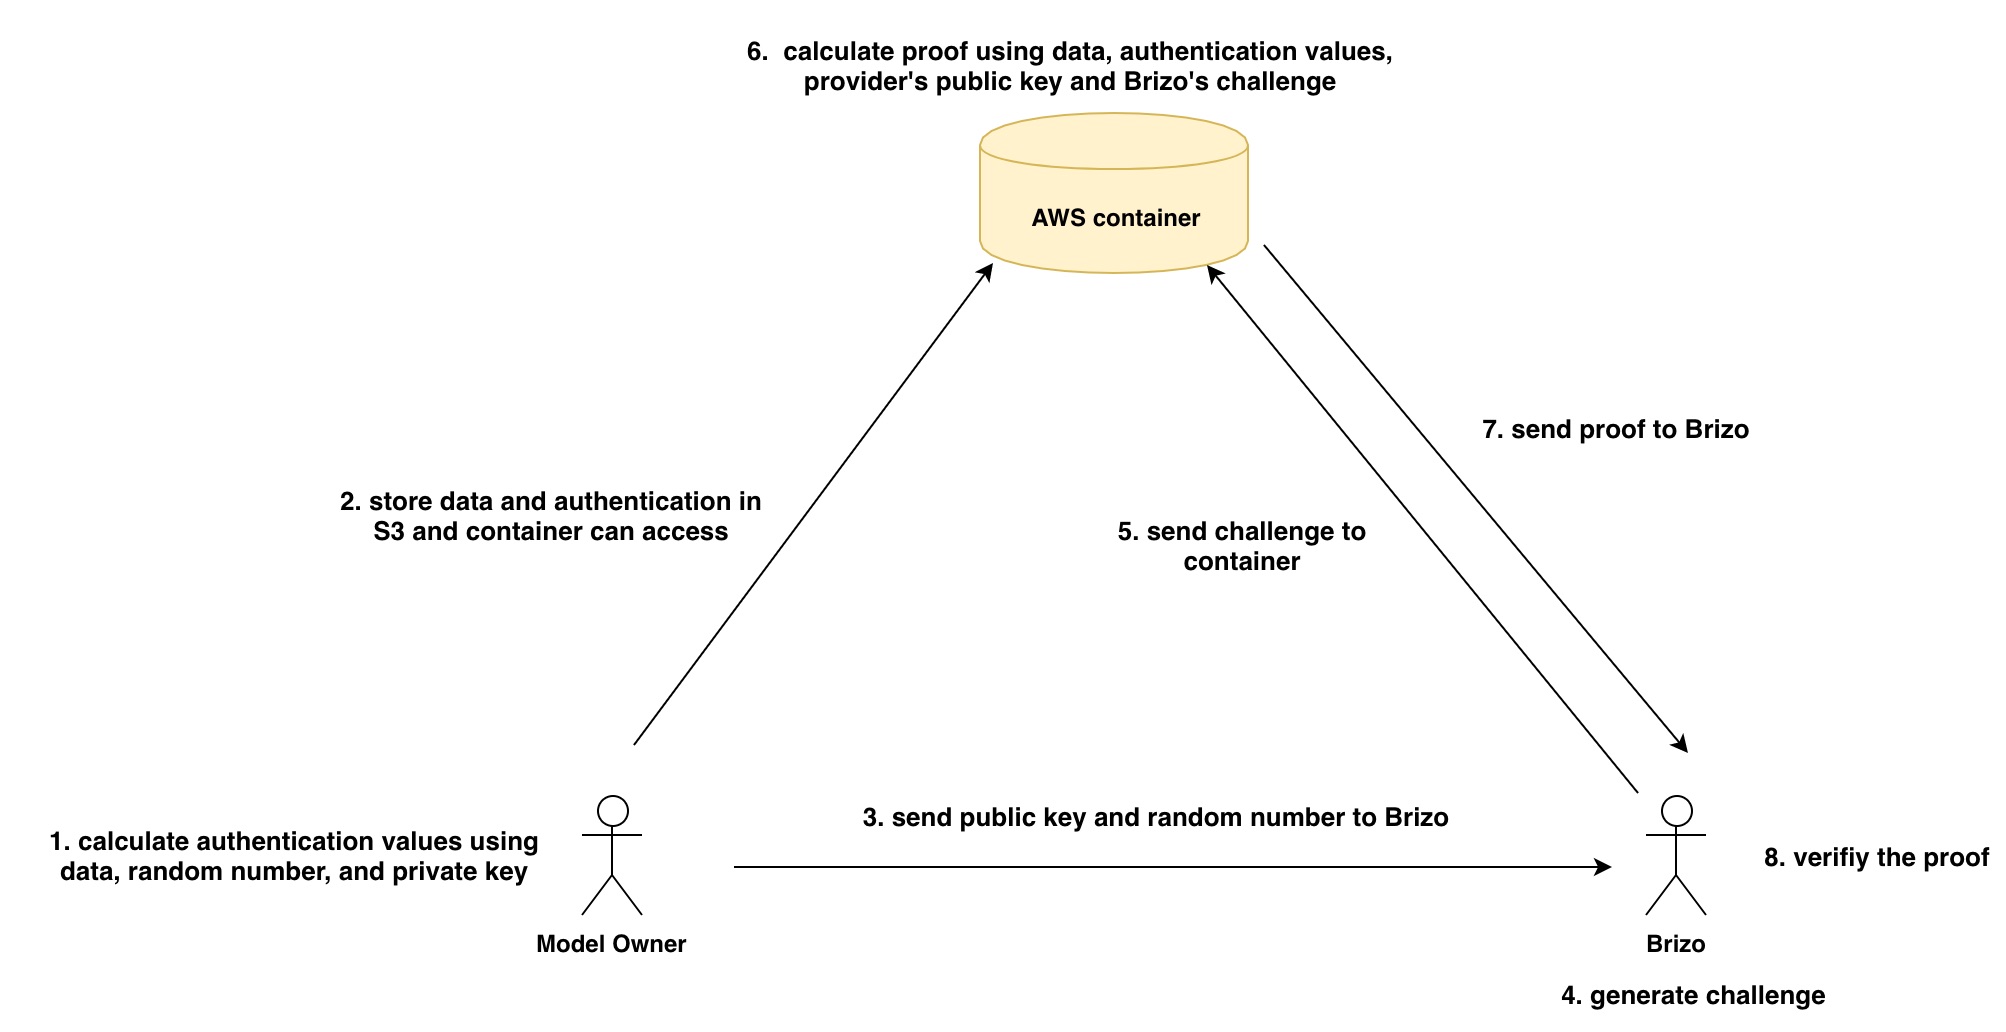 6.  calculate proof using data, authentication values,
provider's public key and Brizo's challenge
AWS container
7. send proof to Brizo
2. store data and authentication in
S3 and container can access
5. send challenge to
container
3. send public key and random number to Brizo
1. calculate authentication values using
data, random number, and private key
8. verifiy the proof
Model Owner
Brizo
4. generate challenge